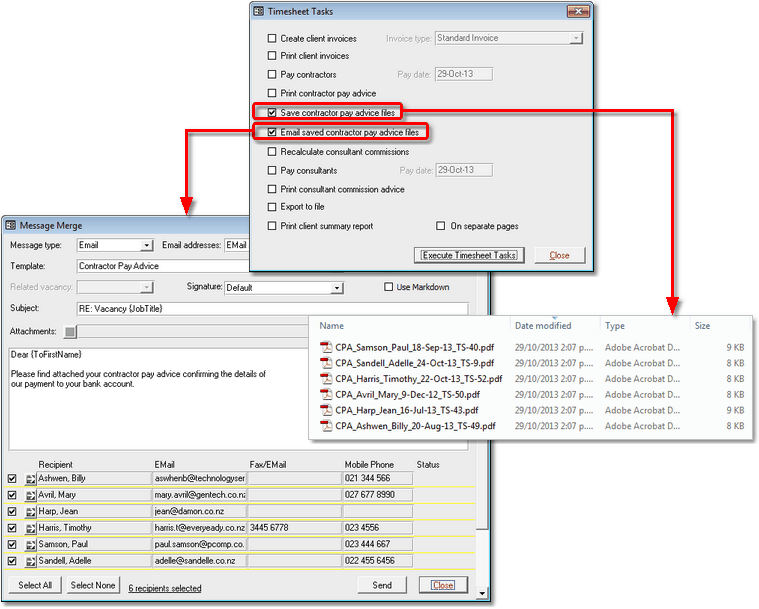 Timesheet Tasks
Create client invoices Invoice type: Standard Invoice
Print client invoices
Pay contractors Pay date: 29-Oct-13
Print contractor pay advice
Save contractor pay advice files
Email saved contractor pay advice files
Recalculate consultant commissions
Pay consultants Pay date: 29-Oct-13
Print consultant commission advice
Export to file
Print client summary report On separate pages
Execute Timesheet Tasks Close
Message Merge
Message type: Email Email addresses: EMail
Template: Contractor Pay Advice
Related vacancy: Signature: Default Use Markdown
Subject: RE: Vacancy {JobTitle}
Attachments:
Dear {ToFirstName}
Please find attached your contractor pay advice confirming the details of
our payment to your bank account.
Name Date modified Type Size
CPA_Samson_Paul_18-Sep-13_TS-40.pdf 29/10/2013 2:07 p.... Adobe Acrobat D... 9 KB
CPA_Sandell_Adelle_24-Oct-13_TS-9.pdf 29/10/2013 2:07 p.... Adobe Acrobat D... 8 KB
CPA_Harris_Timothy_22-Oct-13_TS-52.pdf 29/10/2013 2:07 p.... Adobe Acrobat D... 8 KB
CPA_Avril_Mary_9-Dec-12_TS-50.pdf 29/10/2013 2:07 p.... Adobe Acrobat D... 8 KB
CPA_Harp_Jean_16-Jul-13_TS-43.pdf 29/10/2013 2:07 p.... Adobe Acrobat D... 9 KB
CPA_Ashwen_Billy_20-Aug-13_TS-49.pdf 29/10/2013 2:07 p.... Adobe Acrobat D... 8 KB
Recipient EMail Fax/EMail Mobile Phone Status
Ashwen, Billy aswhenb@technologyser 021 344 566
Avril, Mary mary.avril@gentech.co.nz 027 677 8990
Harp, Jean jean@damon.co.nz
Harris, Timothy harris.t@everyeady.co.nz 3445 6778 023 4556
Samson, Paul paul.samson@pcomp.co. 023 444 667
Sandell, Adelle adelle@sandelle.co.nz 022 455 6456
Select All Select None 6 recipients selected Send Close